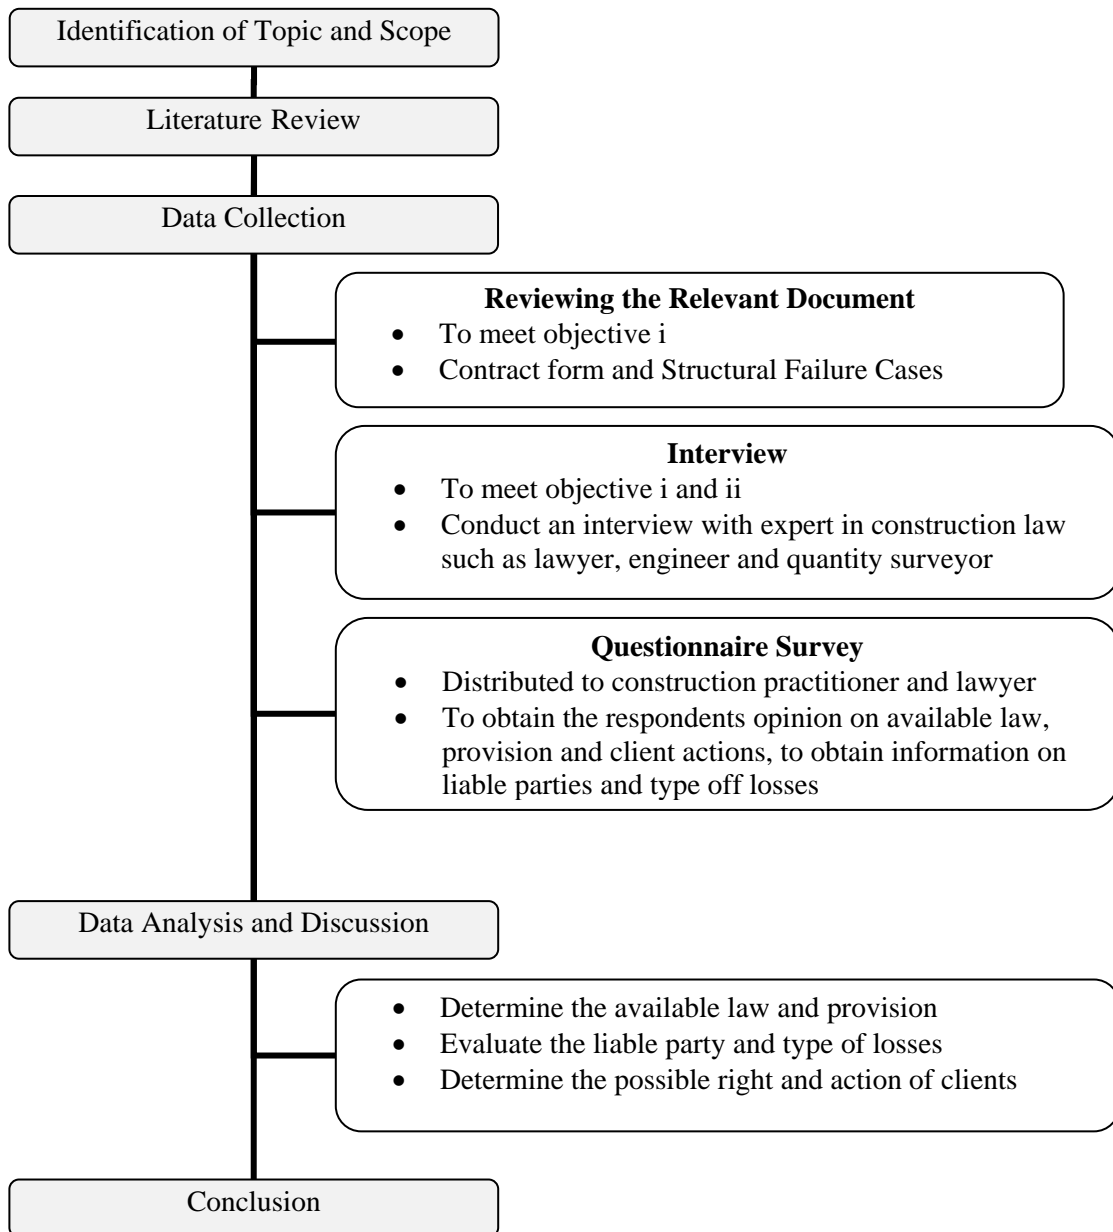 Identification of Topic and Scope
Literature Review
Data Collection
Reviewing the Relevant Document
• To meet objective i
• Contract form and Structural Failure Cases
Interview
• To meet objective i and ii
• Conduct an interview with expert in construction law
such as lawyer, engineer and quantity surveyor
Questionnaire Survey
• Distributed to construction practitioner and lawyer
• To obtain the respondents opinion on available law,
provision and client actions, to obtain information on
liable parties and type off losses
Data Analysis and Discussion
• Determine the available law and provision
• Evaluate the liable party and type of losses
• Determine the possible right and action of clients
Conclusion